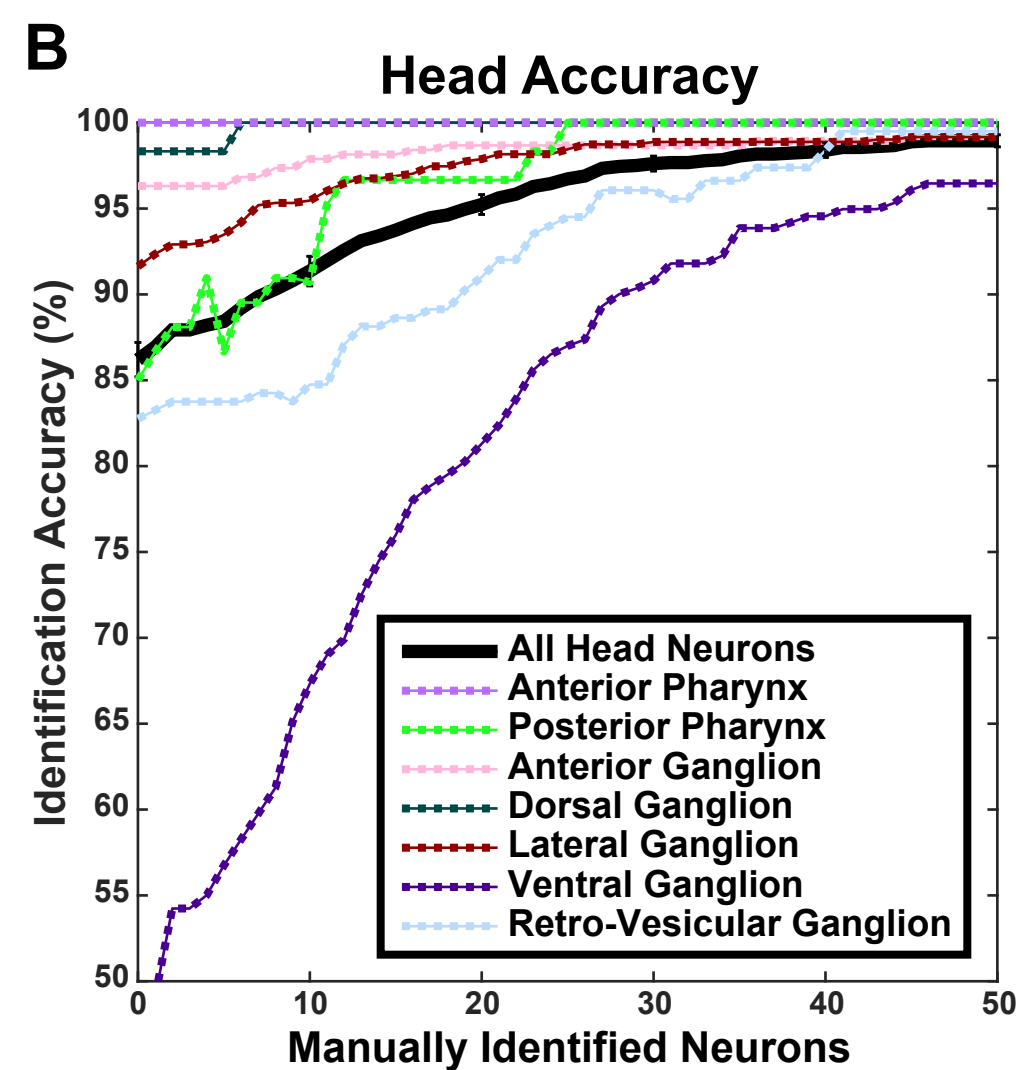 B
Head Accuracy
Identification Accuracy (%)
100
95
90
85
80
75
70
65
60
55
50
All Head Neurons
Anterior Pharynx
Posterior Pharynx
Anterior Ganglion
Dorsal Ganglion
Lateral Ganglion
Ventral Ganglion
Retro-Vesicular Ganglion
0 10 20 30 40 50
Manually Identified Neurons